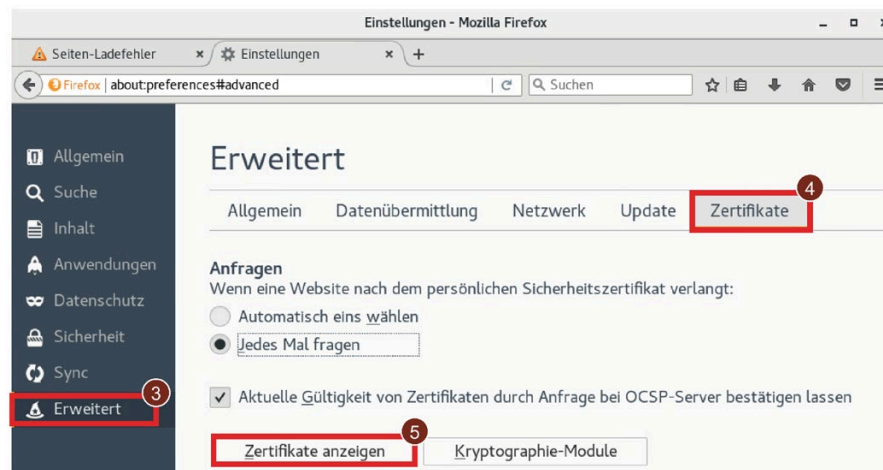 Einstellungen - Mozilla Firefox
Seiten-Ladefehler × Einstellungen × +
Firefox about:preferences#advanced Suchen
Allgemein
Suche
Inhalt
Anwendungen
Datenschutz
Sicherheit
Sync
3
Erweitert
Erweitert
4
Allgemein Datenübermittlung Netzwerk Update Zertifikate
Anfragen
Wenn eine Website nach dem persönlichen Sicherheitszertifikat verlangt:
Automatisch eins wählen
Jedes Mal fragen
Aktuelle Gültigkeit von Zertifikaten durch Anfrage bei OCSP-Server bestätigen lassen
5
Zertifikate anzeigen Kryptographie-Module